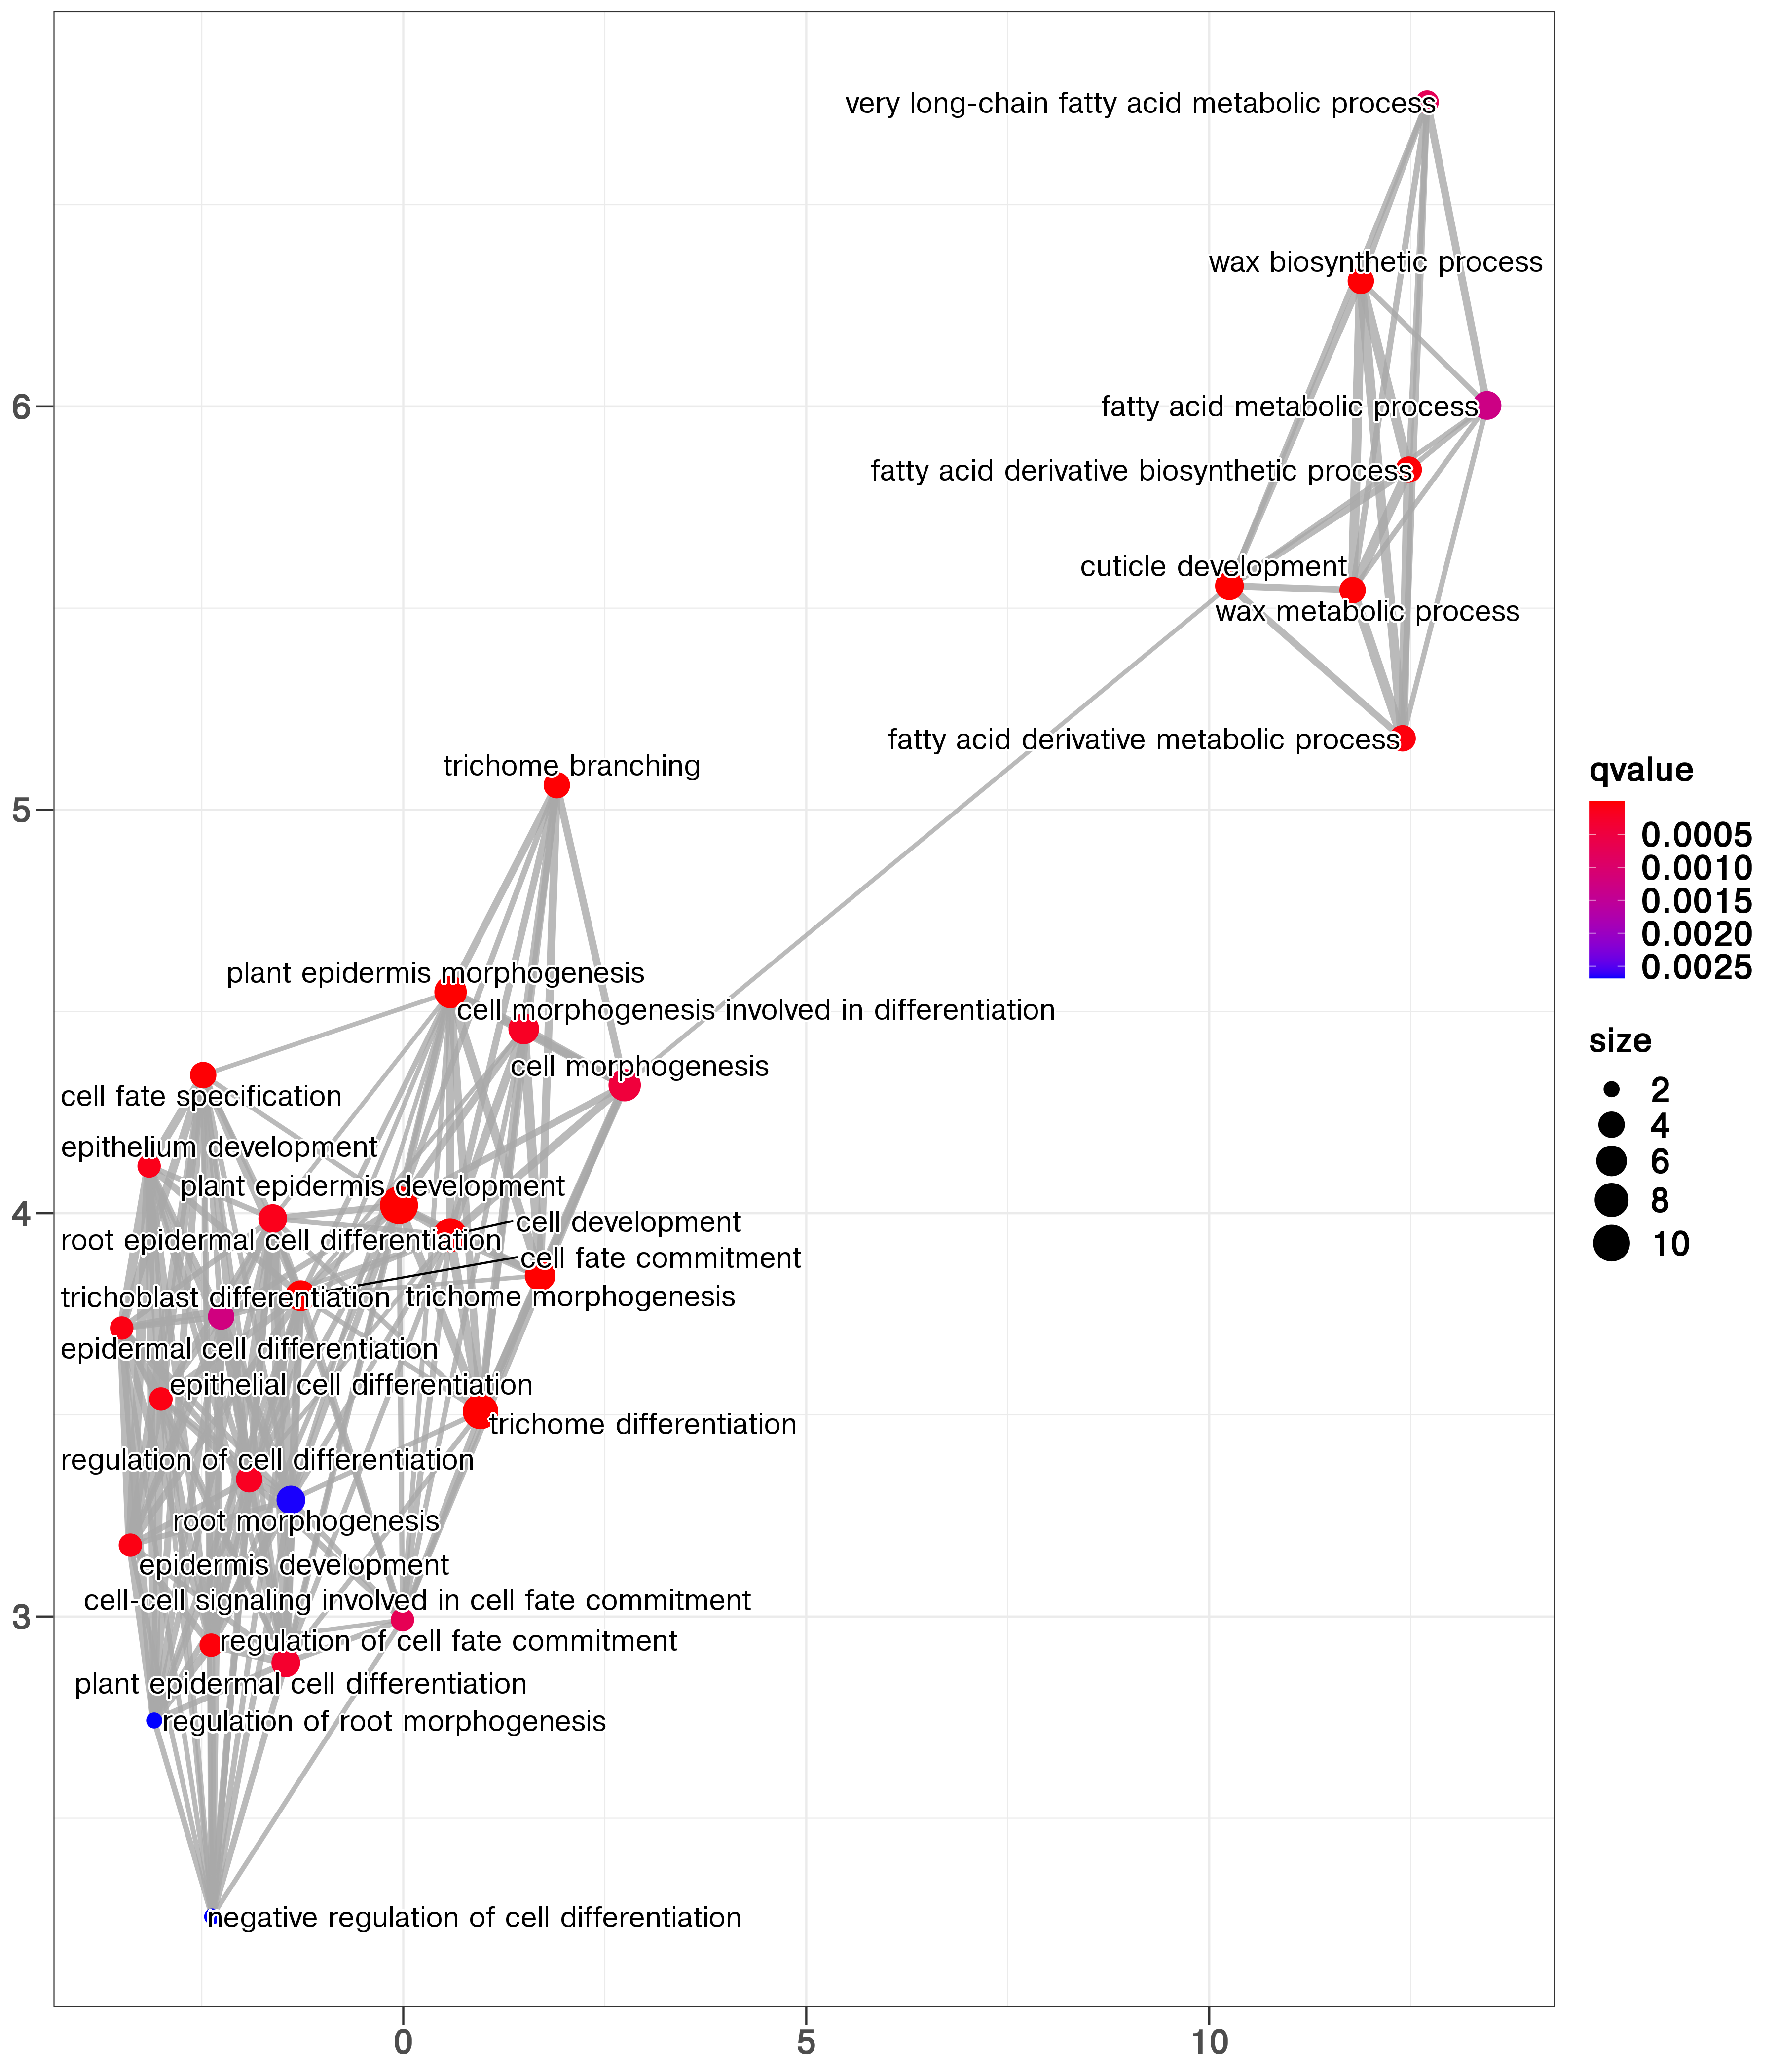 very long-chain fatty acid metabolic process
wax biosynthetic process
6
fatty acid metabolic process
fatty acid derivative biosynthetic process
cuticle development
wax metabolic process
fatty acid derivative metabolic process
trichome branching
5
plant epidermis morphogenesis
cell morphogenesis involved in differentiation
cell morphogenesis
cell fate specification
epithelium development
plant epidermis development
4
cell development
root epidermal cell differentiation
cell fate commitment
trichoblast differentiation
trichome morphogenesis
epidermal cell differentiation
epithelial cell differentiation
trichome differentiation
regulation of cell differentiation
root morphogenesis
epidermis development
cell-cell signaling involved in cell fate commitment
3
regulation of cell fate commitment
plant epidermal cell differentiation
regulation of root morphogenesis
negative regulation of cell differentiation
0
5
10
qvalue
0.0005
0.0010
0.0015
0.0020
0.0025
size
2
4
6
8
10